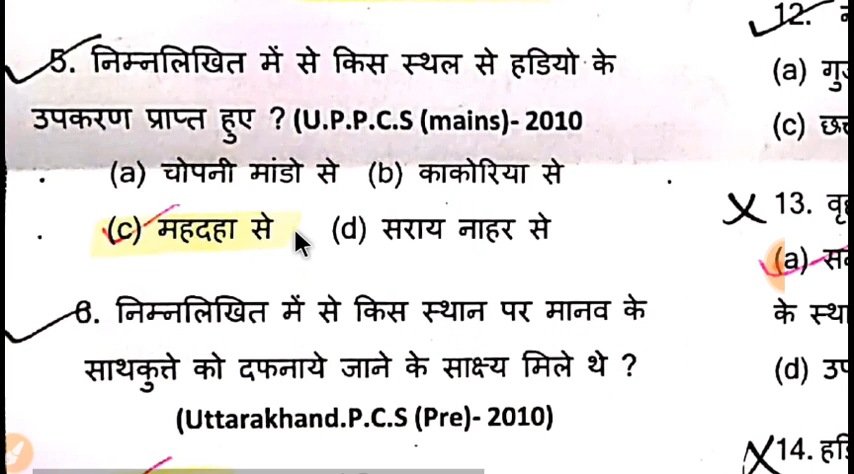 5. निम्नलिखित में से किस स्थल से हडियो के
उपकरण प्राप्त हुए ? (U.P.P.C.S (mains)- 2010
(a) चोपनी मांडो से (b) काकोरिया से
(c) महदहा से (d) सराय नाहर से
6. निम्नलिखित में से किस स्थान पर मानव के
साथकुत्ते को दफनाये जाने के साक्ष्य मिले थे ?
(Uttarakhand.P.C.S (Pre)- 2010)
12.
(a)
(c)
13.
(a)
के
(d)
14.